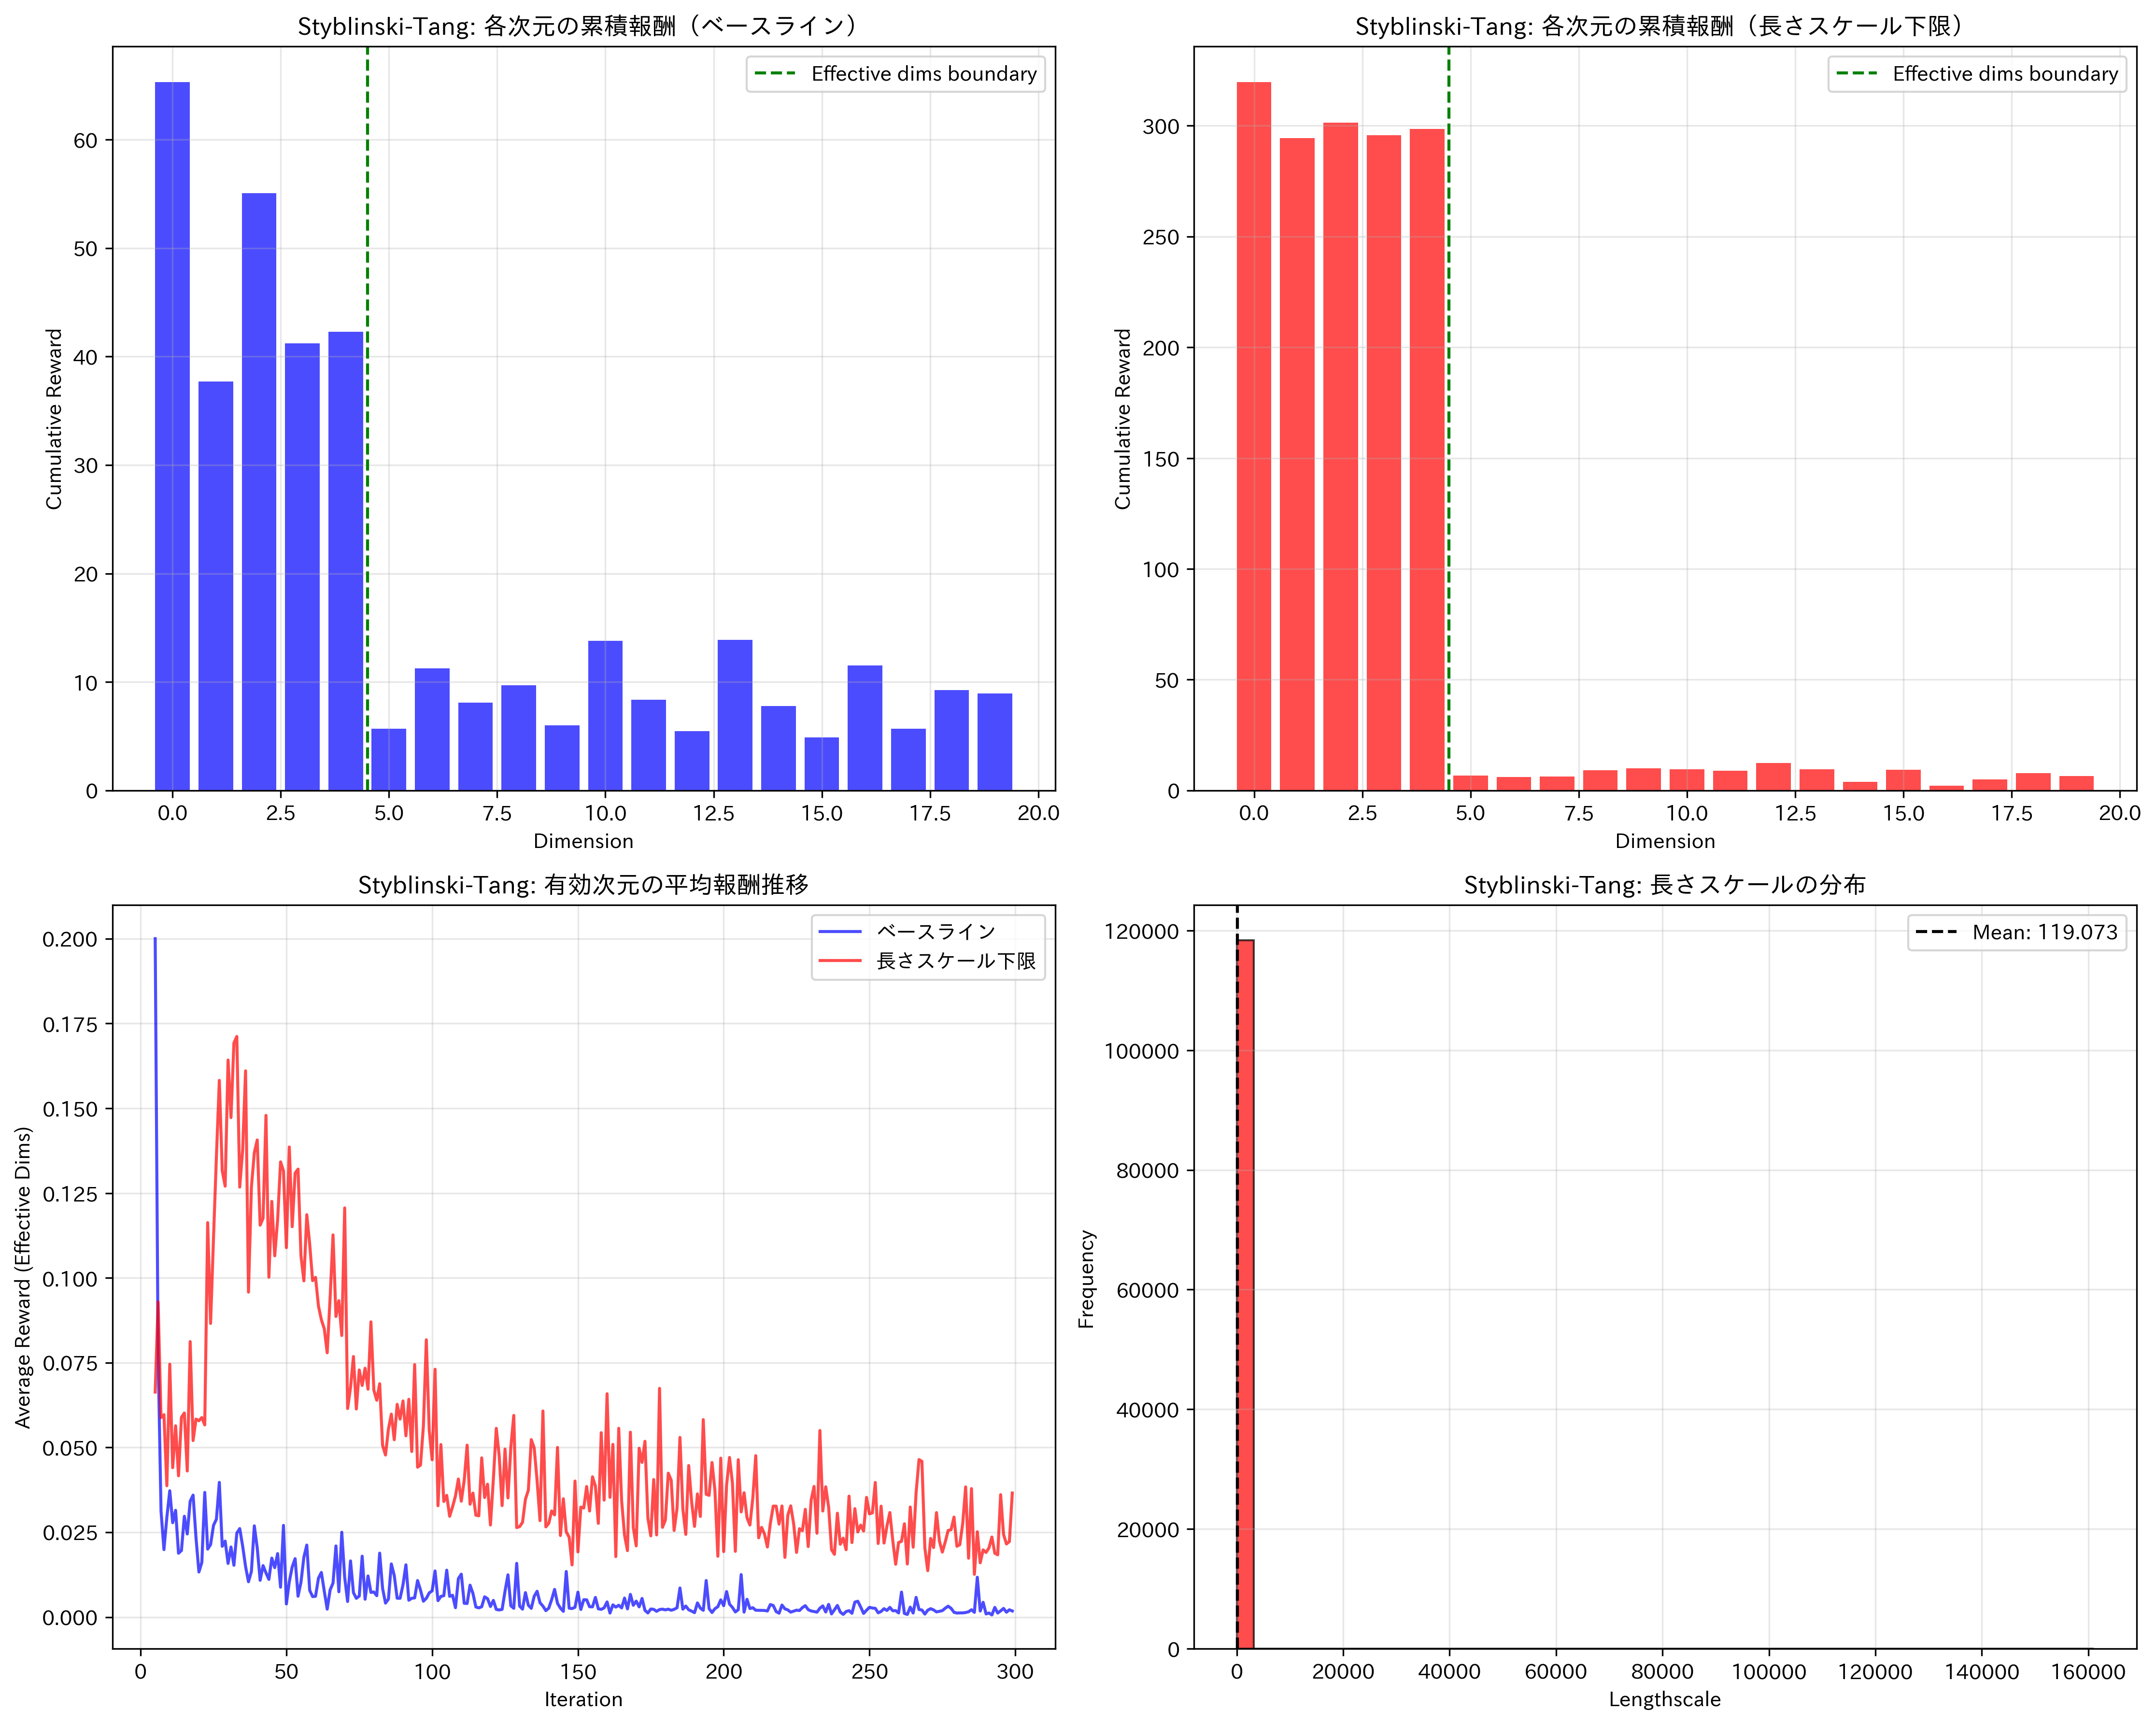 Styblinski-Tang: 各次元の累積報酬（ベースライン）
Effective dims boundary
Cumulative Reward
60
50
40
30
20
10
0
0.0 2.5 5.0 7.5 10.0 12.5 15.0 17.5 20.0
Dimension
Styblinski-Tang: 各次元の累積報酬（長さスケール下限）
Effective dims boundary
Cumulative Reward
300
250
200
150
100
50
0
0.0 2.5 5.0 7.5 10.0 12.5 15.0 17.5 20.0
Dimension
Styblinski-Tang: 有効次元の平均報酬推移
ベースライン
長さスケール下限
Average Reward (Effective Dims)
0.200
0.175
0.150
0.125
0.100
0.075
0.050
0.025
0.000
0 50 100 150 200 250 300
Iteration
Styblinski-Tang: 長さスケールの分布
Mean: 119.073
Frequency
120000
100000
80000
60000
40000
20000
0
0 20000 40000 60000 80000 100000 120000 140000 160000
Lengthscale